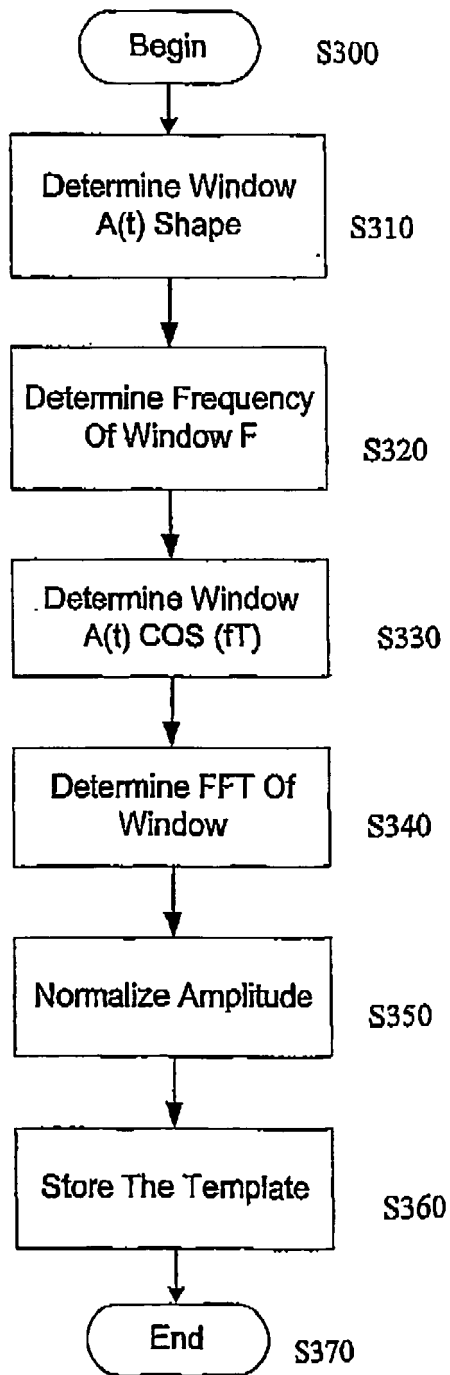 Begin
S300
Determine Window
A(t) Shape
S310
Determine Frequency
Of Window F
S320
Determine Window
A(t) COS (fT)
S330
Determine FFT Of
Window
S340
Normalize Amplitude
S350
Store The Template
S360
End
S370